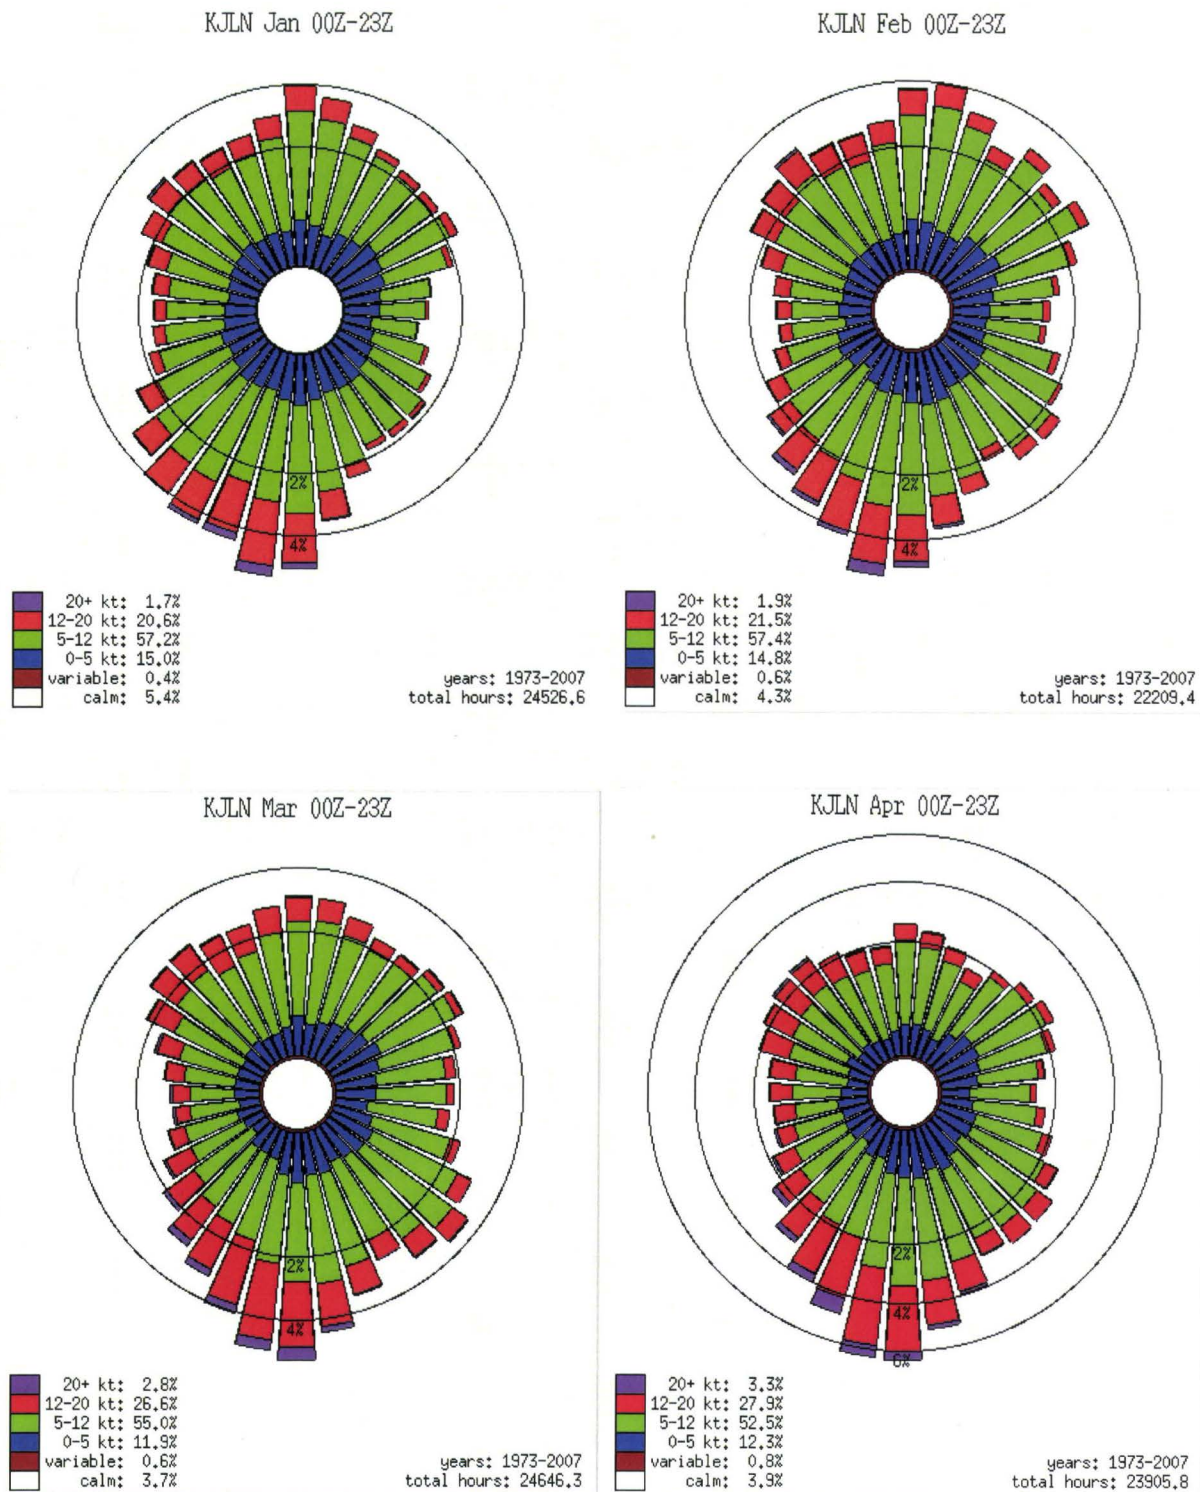 KJLN Jan 00Z-23Z
2%
4%
20+ kt: 1.7%
12-20 kt: 20.6%
5-12 kt: 57.2%
0-5 kt: 15.0%
variable: 0.4%
calm: 5.4%
years: 1973-2007
total hours: 24526.6
KJLN Feb 00Z-23Z
2%
4%
20+ kt: 1.9%
12-20 kt: 21.5%
5-12 kt: 57.4%
0-5 kt: 14.8%
variable: 0.6%
calm: 4.3%
years: 1973-2007
total hours: 22209.4
KJLN Mar 00Z-23Z
2%
4%
20+ kt: 2.8%
12-20 kt: 26.6%
5-12 kt: 55.0%
0-5 kt: 11.9%
variable: 0.6%
calm: 3.7%
years: 1973-2007
total hours: 24646.3
KJLN Apr 00Z-23Z
2%
4%
6%
20+ kt: 3.3%
12-20 kt: 27.9%
5-12 kt: 52.5%
0-5 kt: 12.3%
variable: 0.8%
calm: 3.9%
years: 1973-2007
total hours: 23905.8